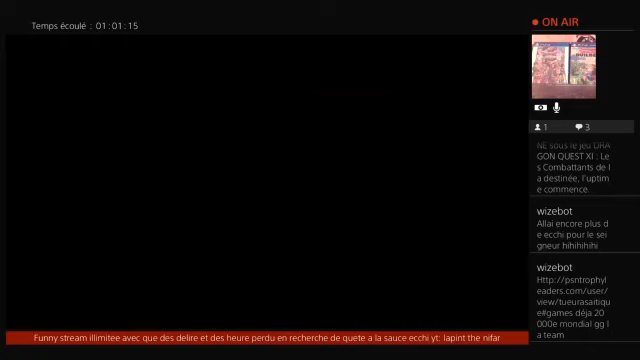 Temps écoulé : 01:01:15
ON AIR
1
3
NE sous le jeu DRA
GON QUEST XI : Le
s Combattants de l
a destinée, l'uptim
e commence.
wizebot
Allai encore plus d
e ecchi pour le sei
gneur hihihihihi
wizebot
Http://psntrophyl
eaders.com/user/
view/tueurasaitiqu
e#games déja 20
000e mondial gg l
a team
Funny stream illimitee avec que des delire et des heure perdu en recherche de quete a la sauce ecchi yt: lapint the nifar